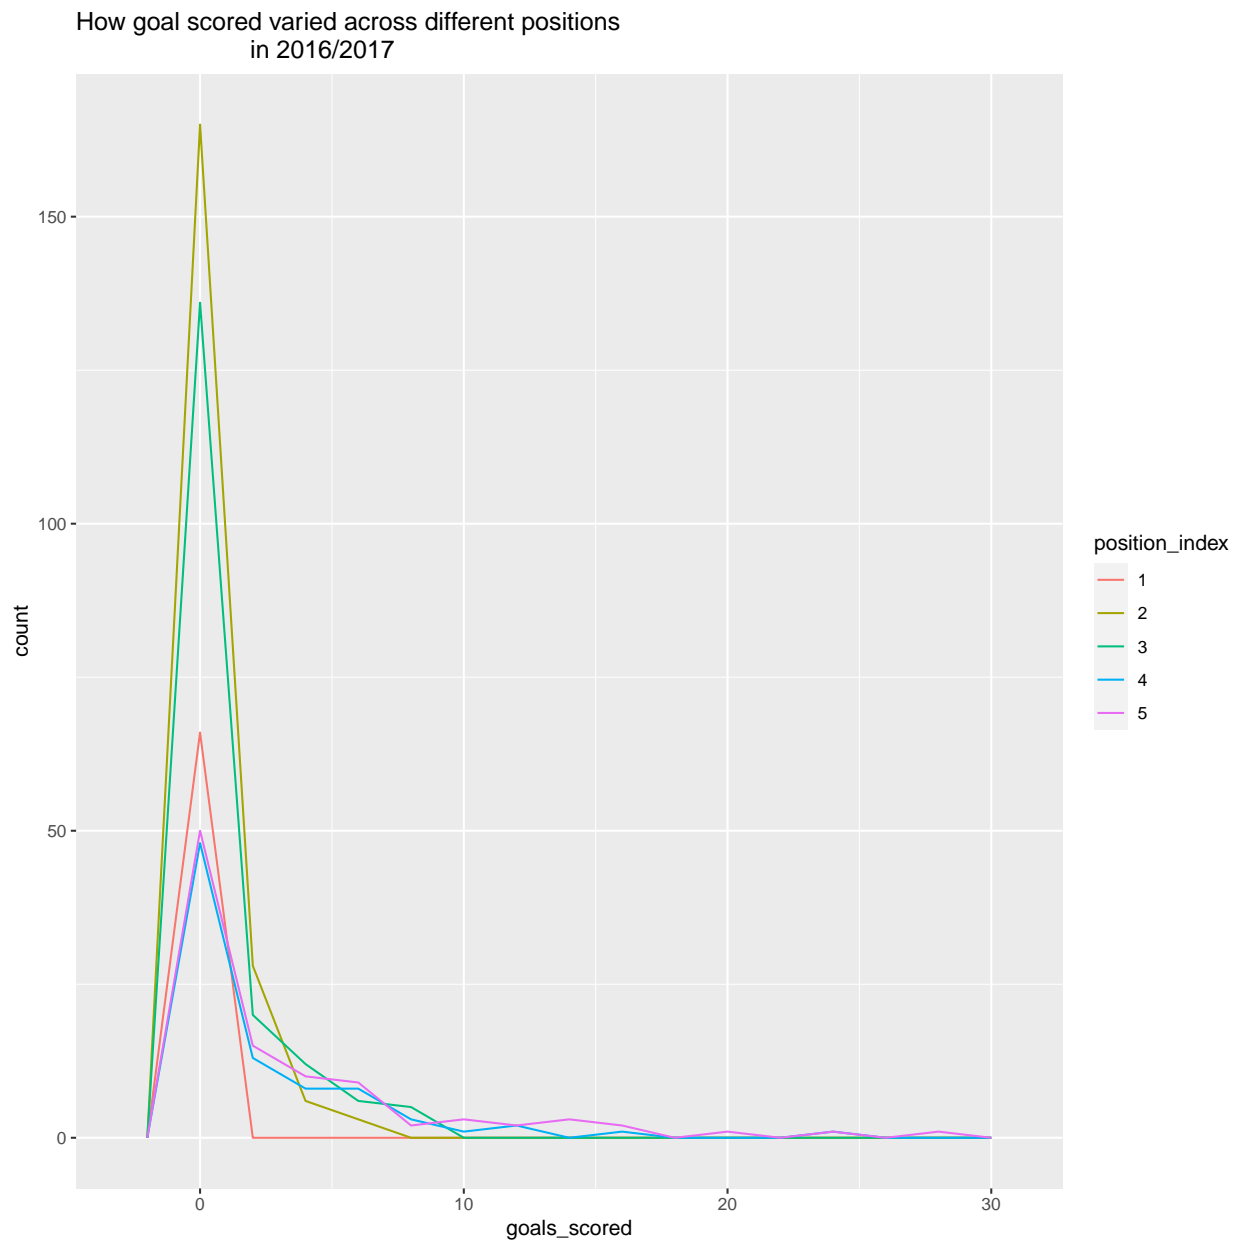 How goal scored varied across different positions
in 2016/2017
150
100
50
0
count
0
10
20
30
goals_scored
position_index
1
2
3
4
5